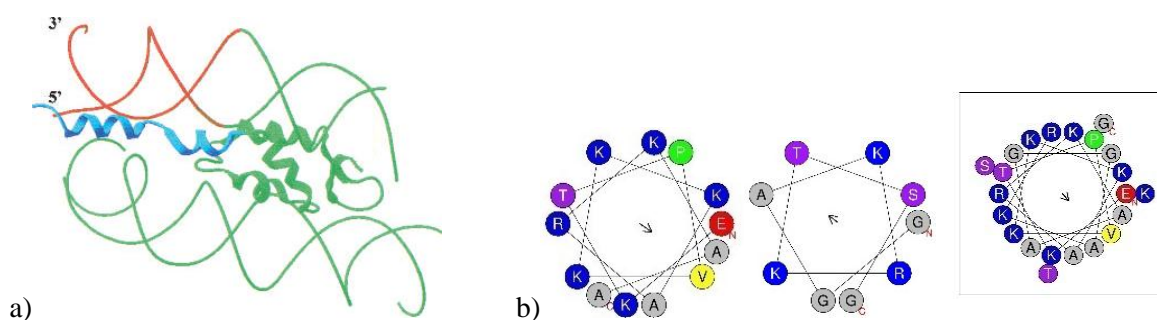 3’
5’
a)
b)
K K P
T K
R E N
A
K V
A C K A
T K
A S
G N
K R
G G C
K R K P G C
G G
S T K
R E N K
K A
K V
A K A A
T